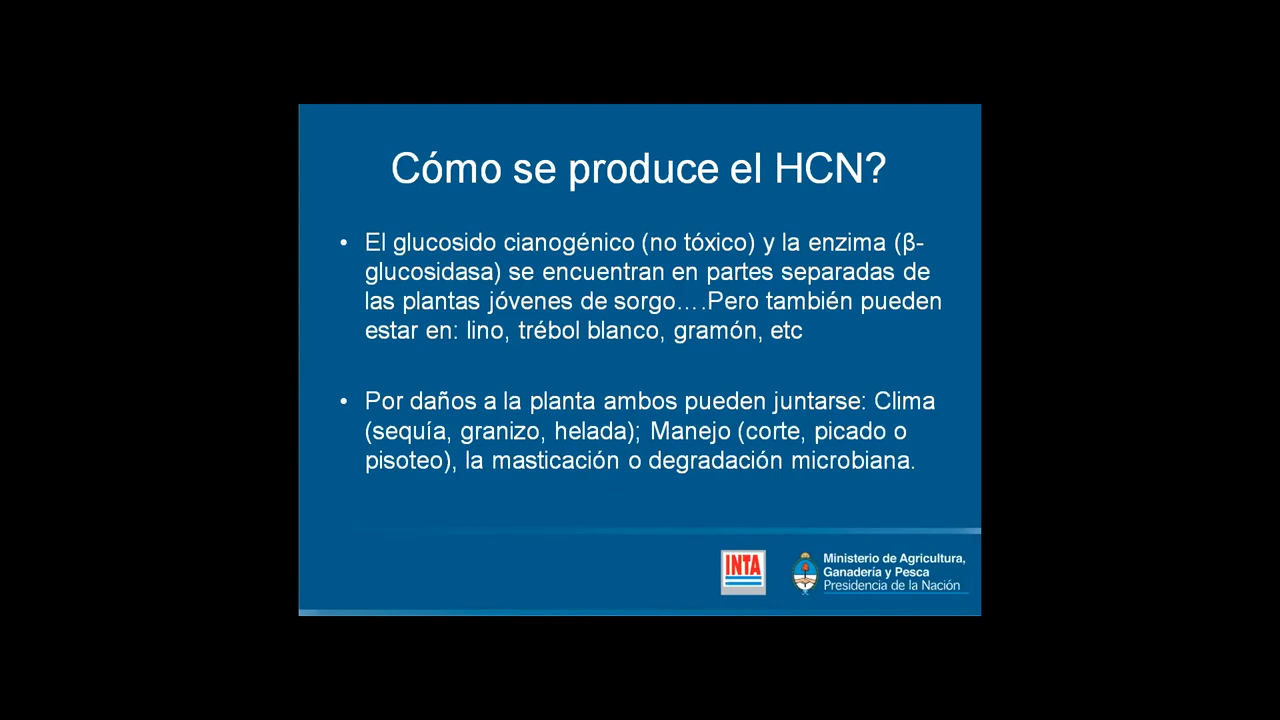 Cómo se produce el HCN?
• El glucosido cianogénico (no tóxico) y la enzima (β-
glucosidasa) se encuentran en partes separadas de
las plantas jóvenes de sorgo….Pero también pueden
estar en: lino, trébol blanco, gramón, etc
• Por daños a la planta ambos pueden juntarse: Clima
(sequía, granizo, helada); Manejo (corte, picado o
pisoteo), la masticación o degradación microbiana.
INTA
Ministerio de Agricultura,
Ganadería y Pesca
Presidencia de la Nación